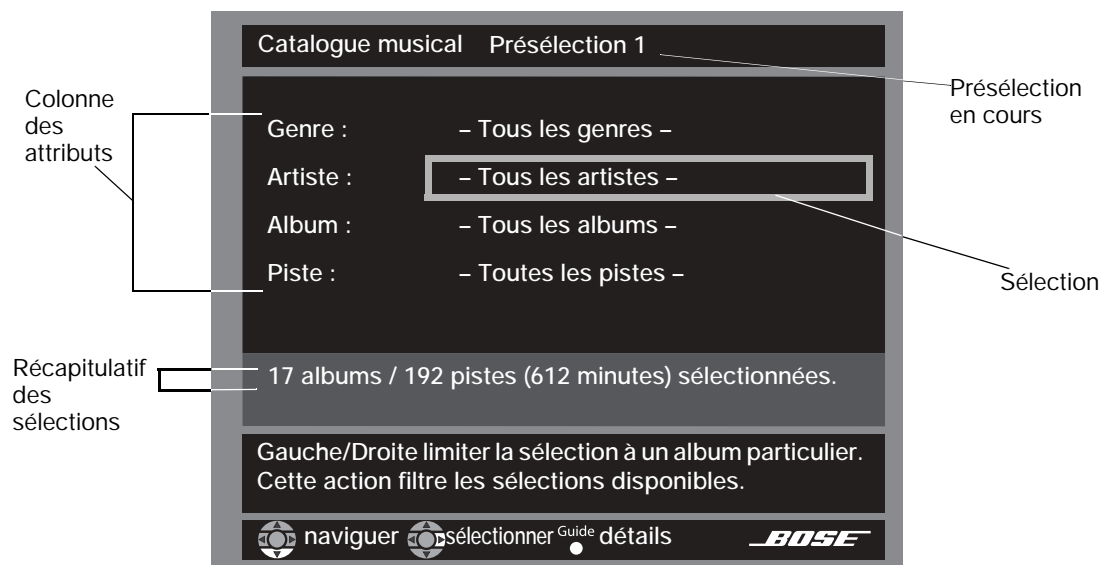 Catalogue musical Présélection 1
Présélection
en cours
Colonne
des
attributs
Genre : – Tous les genres –
Artiste : – Tous les artistes –
Album : – Tous les albums –
Piste : – Toutes les pistes –
Sélection
Récapitulatif
des
sélections
17 albums / 192 pistes (612 minutes) sélectionnées.
Gauche/Droite limiter la sélection à un album particulier.
Cette action filtre les sélections disponibles.
naviguer sélectionner Guide détails BOSE